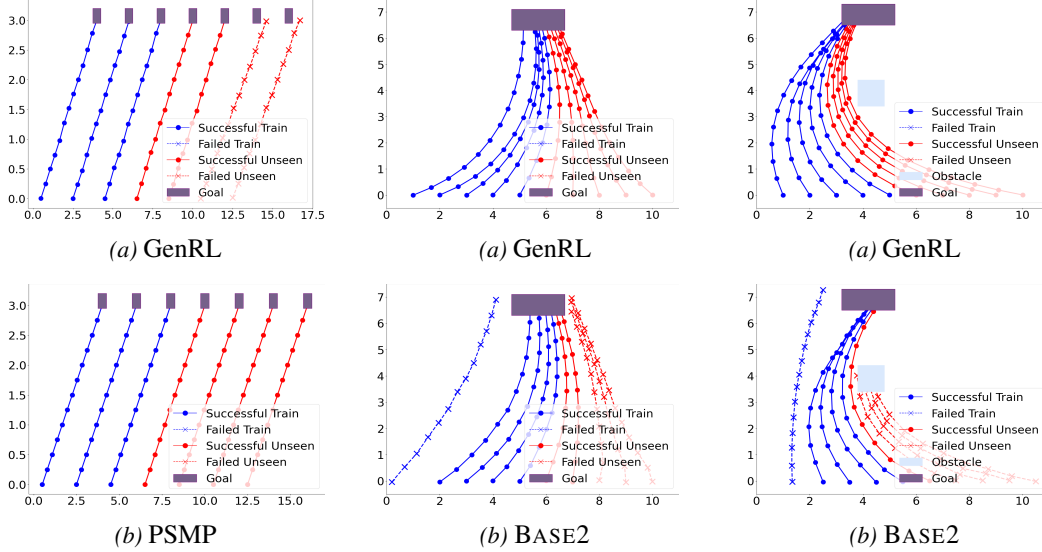 3.0
2.5
2.0
1.5
1.0
0.5
0.0
0.0 2.5 5.0 7.5 10.0 12.5 15.0 17.5
Successful Train
Failed Train
Successful Unseen
Failed Unseen
Goal
(a) GenRL
7
6
5
4
3
2
1
0
0 2 4 6 8 10
Successful Train
Failed Train
Successful Unseen
Failed Unseen
Goal
(a) GenRL
7
6
5
4
3
2
1
0
0 2 4 6 8 10
Successful Train
Failed Train
Successful Unseen
Failed Unseen
Obstacle
Goal
(a) GenRL
3.0
2.5
2.0
1.5
1.0
0.5
0.0
0.0 2.5 5.0 7.5 10.0 12.5 15.0
Successful Train
Failed Train
Successful Unseen
Failed Unseen
Goal
(b) PSMP
7
6
5
4
3
2
1
0
0 2 4 6 8 10
Successful Train
Failed Train
Successful Unseen
Failed Unseen
Goal
(b) BASE2
7
6
5
4
3
2
1
0
0 2 4 6 8 10
Successful Train
Failed Train
Successful Unseen
Failed Unseen
Obstacle
Goal
(b) BASE2